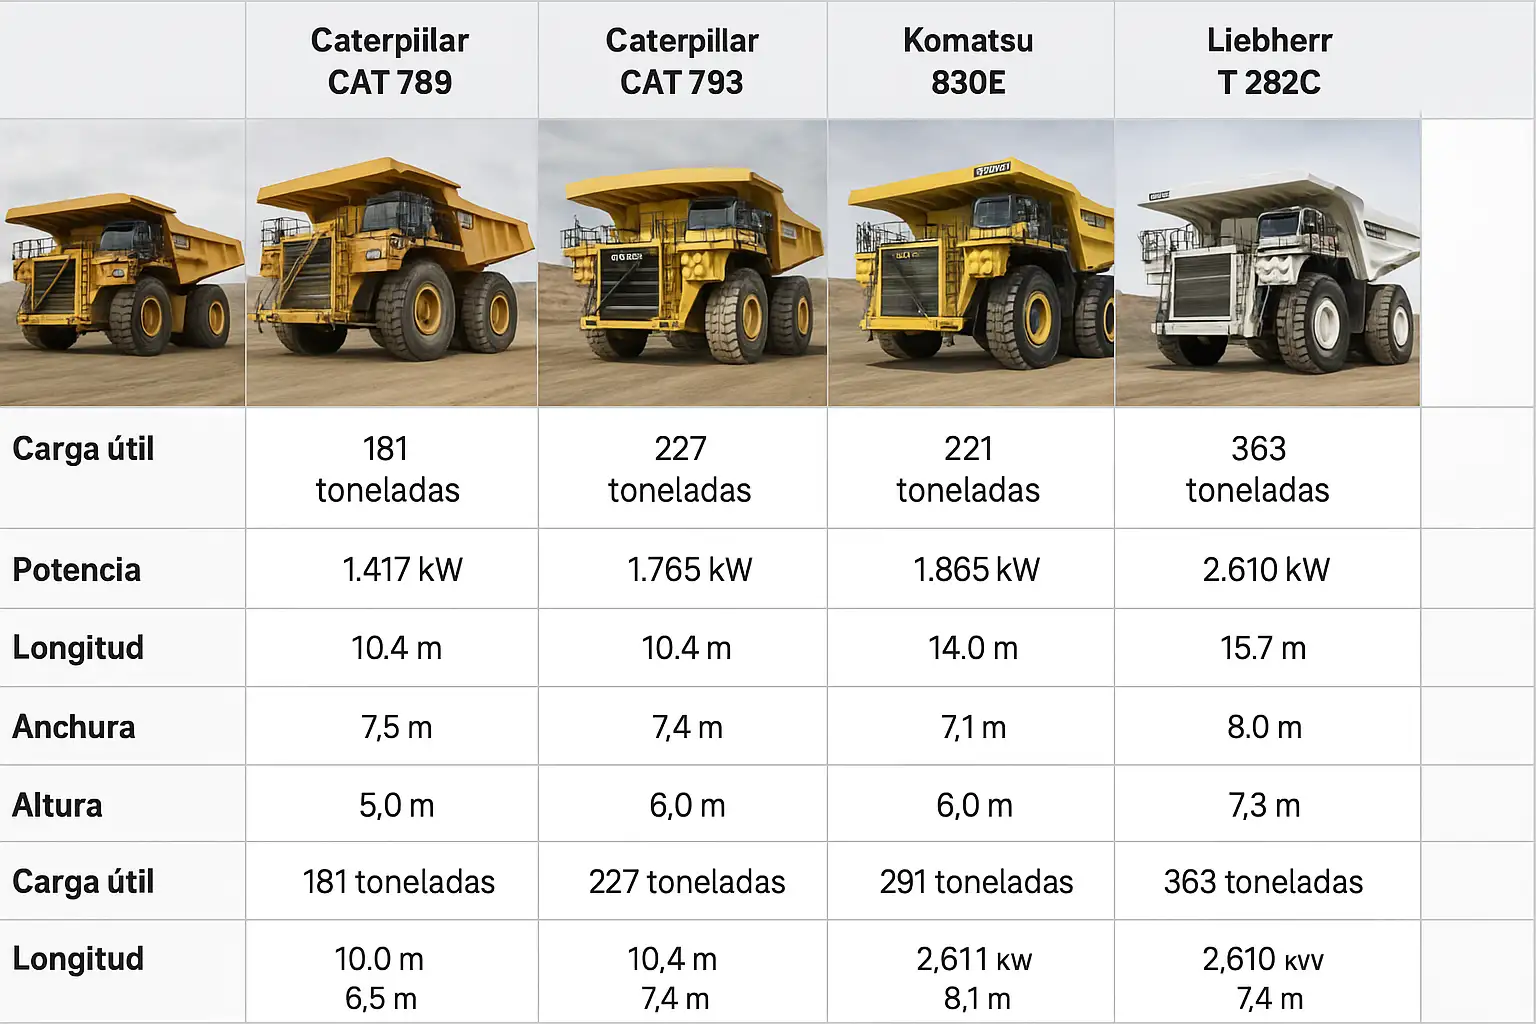 Caterpiilar
CAT 789
Caterpillar
CAT 793
Komatsu
830E
Liebherr
T 282C
Carga útil
181
toneladas
227
toneladas
221
toneladas
363
toneladas
Potencia 1.417 kW 1.765 kW 1.865 kW 2.610 kW
Longitud 10.4 m 10.4 m 14.0 m 15.7 m
Anchura 7,5 m 7,4 m 7,1 m 8.0 m
Altura 5,0 m 6,0 m 6,0 m 7,3 m
Carga útil 181 toneladas 227 toneladas 291 toneladas 363 toneladas
Longitud 10.0 m 10,4 m 2,611 кw 2,610 кvv
6,5 m 7,4 m 8,1 m 7,4 m